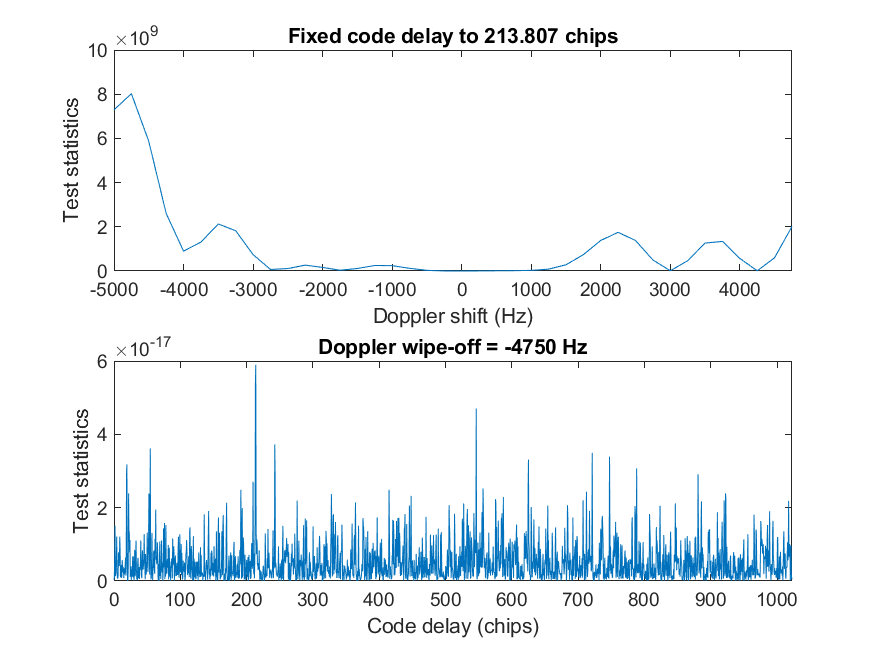 ×10^9
Fixed code delay to 213.807 chips
10
8
6
4
2
0
Test statistics
-5000 -4000 -3000 -2000 -1000 0 1000 2000 3000 4000
Doppler shift (Hz)
×10^-17
Doppler wipe-off = -4750 Hz
6
4
2
0
Test statistics
0 100 200 300 400 500 600 700 800 900 1000
Code delay (chips)